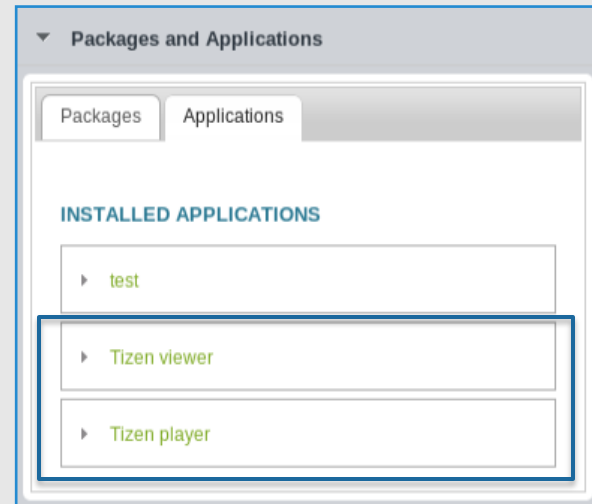 Packages and Applications
Packages Applications
INSTALLED APPLICATIONS
test
Tizen viewer
Tizen player